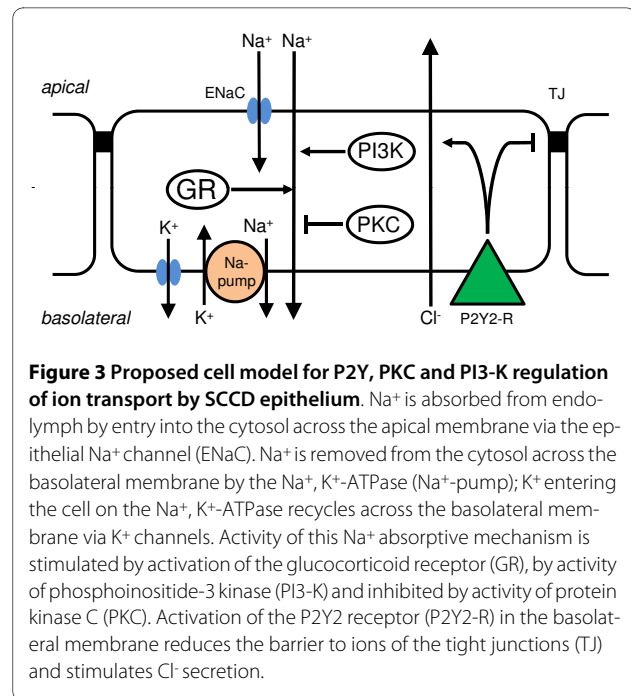 Na⁺ Na⁺
apical
ENaC
TJ
PI3K
GR
PKC
K⁺
Na⁺
Na-
pump
K⁺
basolateral
Cl⁻
P2Y2-R
Figure 3 Proposed cell model for P2Y, PKC and PI3-K regulation
of ion transport by SCCD epithelium. Na⁺ is absorbed from endo-
lymph by entry into the cytosol across the apical membrane via the ep-
ithelial Na⁺ channel (ENaC). Na⁺ is removed from the cytosol across the
basolateral membrane by the Na⁺, K⁺-ATPase (Na⁺-pump); K⁺ entering
the cell on the Na⁺, K⁺-ATPase recycles across the basolateral mem-
brane via K⁺ channels. Activity of this Na⁺ absorptive mechanism is
stimulated by activation of the glucocorticoid receptor (GR), by activity
of phosphoinositide-3 kinase (PI3-K) and inhibited by activity of protein
kinase C (PKC). Activation of the P2Y2 receptor (P2Y2-R) in the basolat-
eral membrane reduces the barrier to ions of the tight junctions (TJ)
and stimulates Cl⁻ secretion.